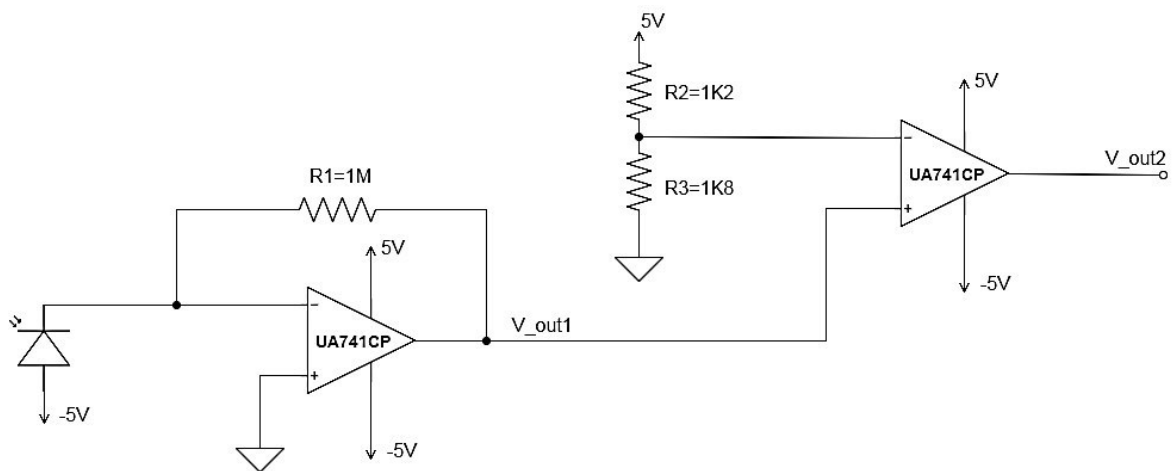 5V
R2=1K2
5V
UA741CP
V_out2
R3=1K8
-5V
R1=1M
5V
UA741CP
V_out1
-5V
-5V